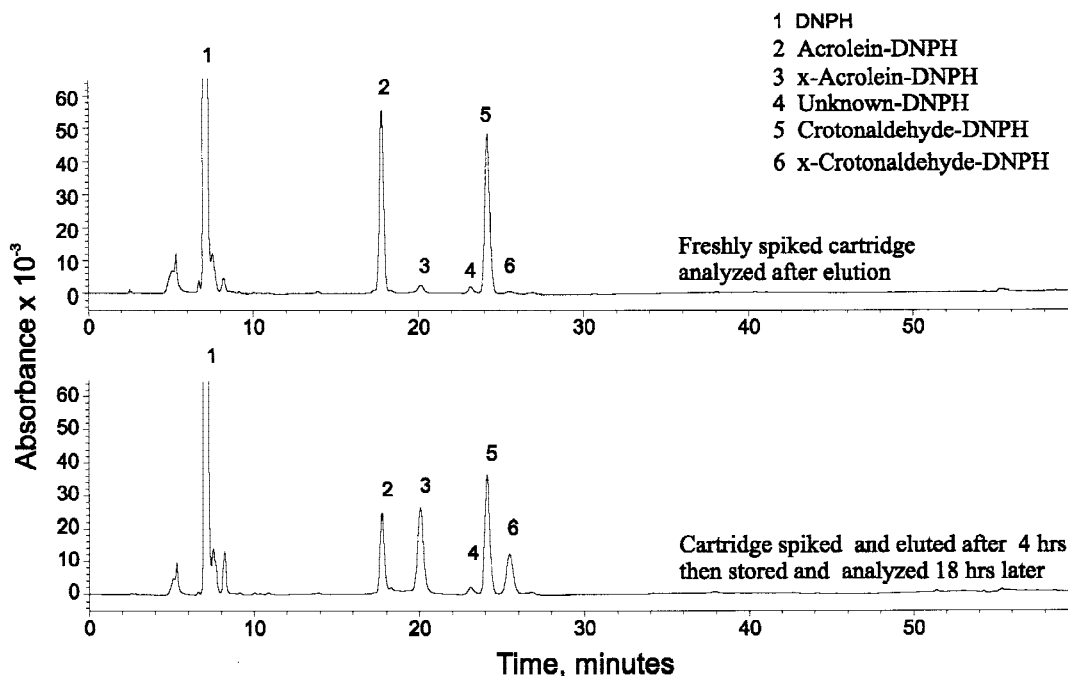 1 DNPH
2 Acrolein-DNPH
3 x-Acrolein-DNPH
4 Unknown-DNPH
5 Crotonaldehyde-DNPH
6 x-Crotonaldehyde-DNPH
1
2
3
4
5
6
60
50
40
30
20
10
0
Freshly spiked cartridge
analyzed after elution
0 10 20 30 40 50
Absorbance x 10⁻³
1
2
3
4
5
6
60
50
40
30
20
10
0
Cartridge spiked and eluted after 4 hrs
then stored and analyzed 18 hrs later
0 10 20 30 40 50
Time, minutes